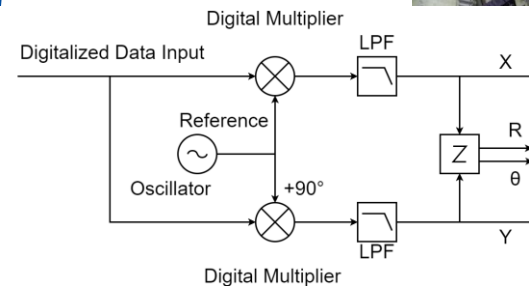 Digital Multiplier
LPF
Digitalized Data Input
X
Reference
R
Z
θ
Oscillator
+90°
Y
LPF
Digital Multiplier